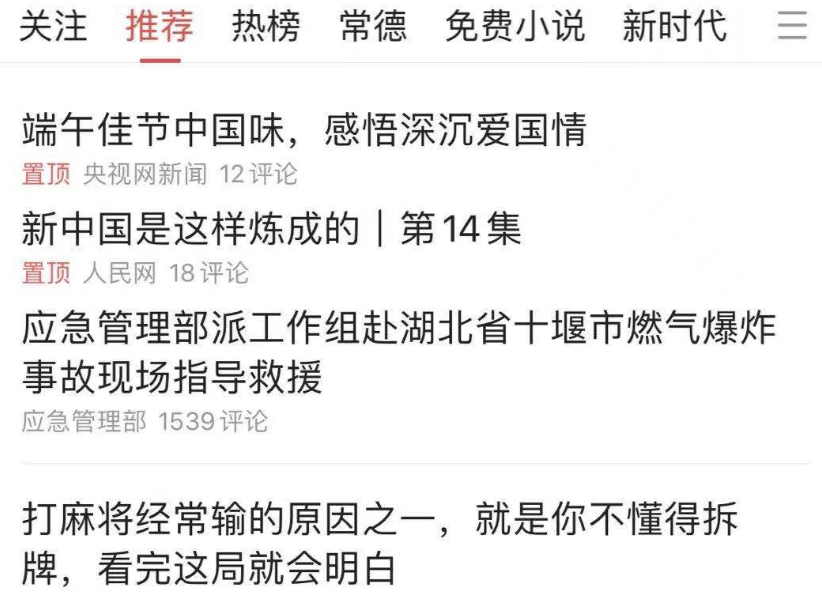 关注 推荐 热榜 常德 免费小说 新时代
端午佳节中国味，感悟深沉爱国情
置顶 央视网新闻 12评论
新中国是这样炼成的｜第14集
置顶 人民网 18评论
应急管理部派工作组赴湖北省十堰市燃气爆炸
事故现场指导救援
应急管理部 1539评论
打麻将经常输的原因之一，就是你不懂得拆
牌，看完这局就会明白